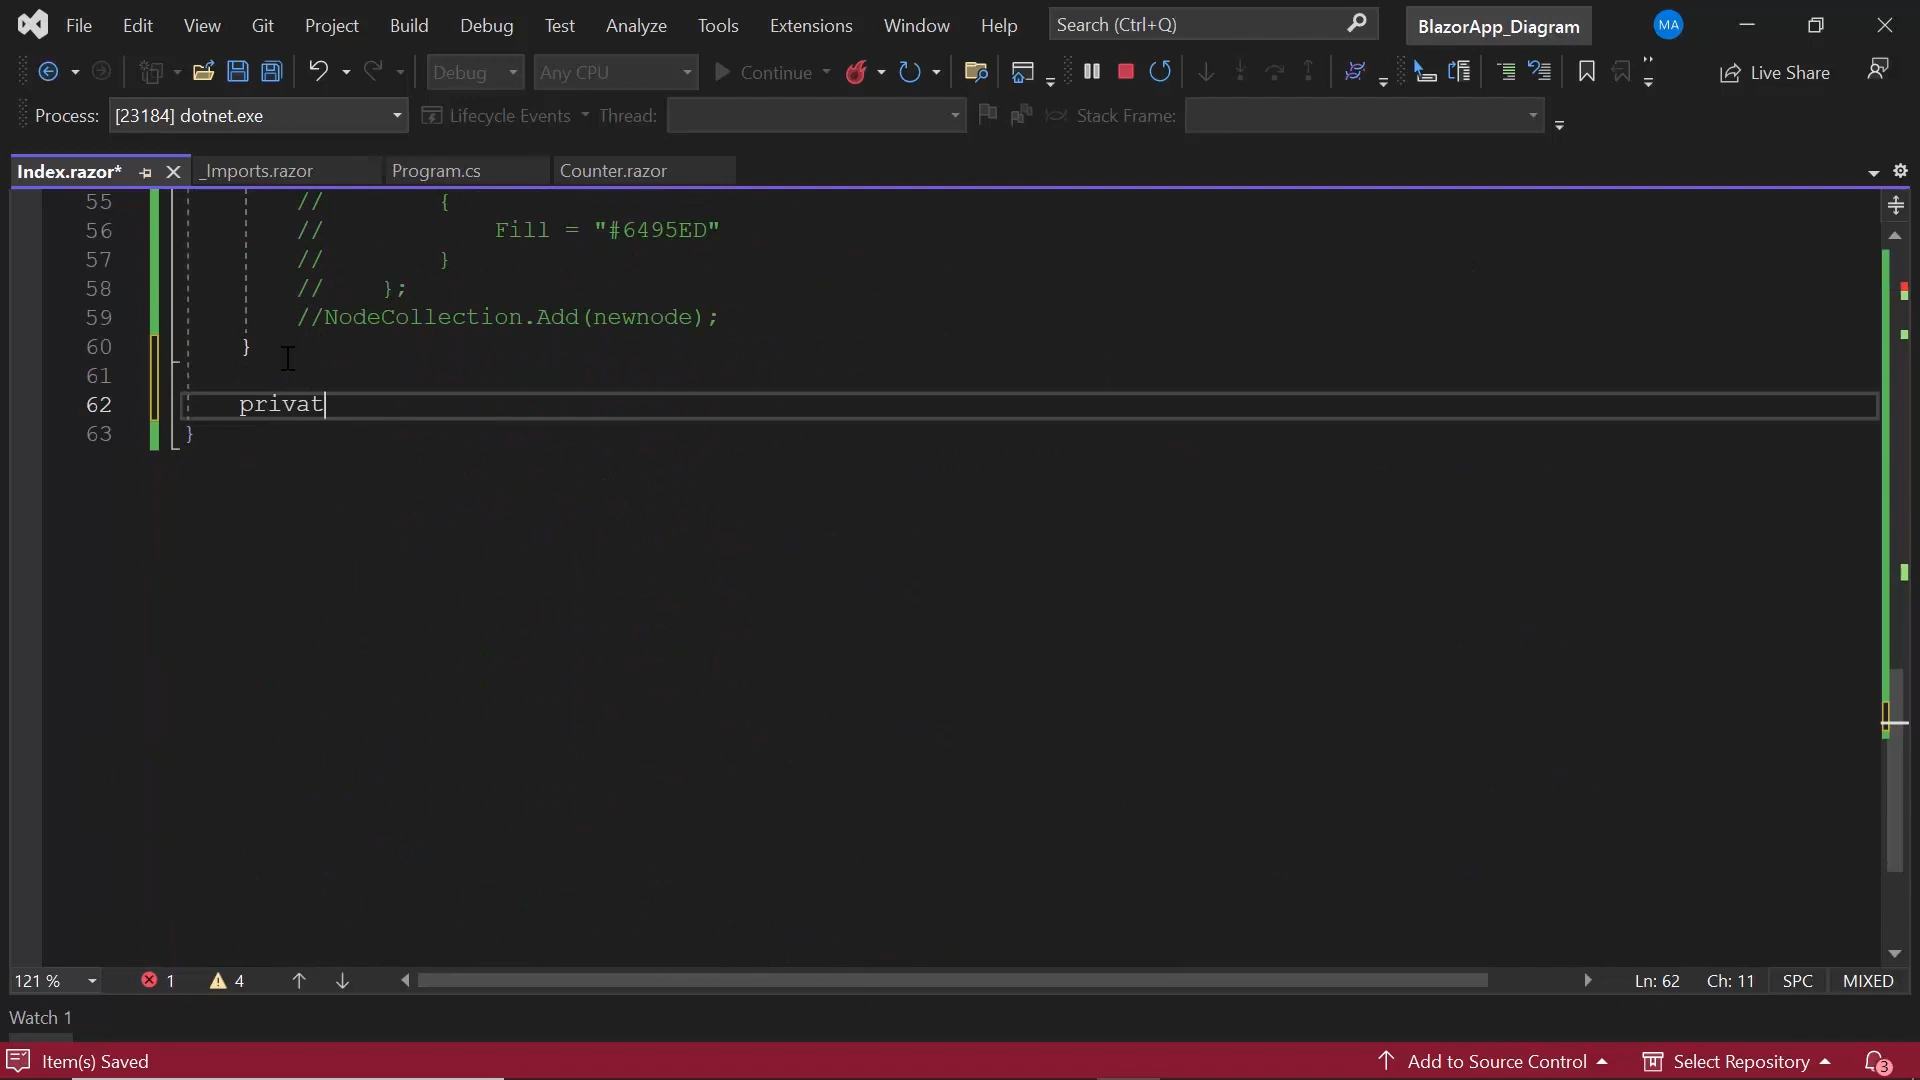 File Edit View Git Project Build Debug Test Analyze Tools Extensions Window Help Search (Ctrl+Q) BlazorApp_Diagram MA
Debug Any CPU Continue Live Share
Process: [23184] dotnet.exe Lifecycle Events Thread: Stack Frame:
Index.razor* _Imports.razor Program.cs Counter.razor
55 // {
56 // Fill = "#6495ED"
57 // }
58 // };
59 //NodeCollection.Add(newnode);
60 }
61
62 privat
63 }
121 % 1 4 Ln: 62 Ch: 11 SPC MIXED
Watch 1
Item(s) Saved Add to Source Control Select Repository 3